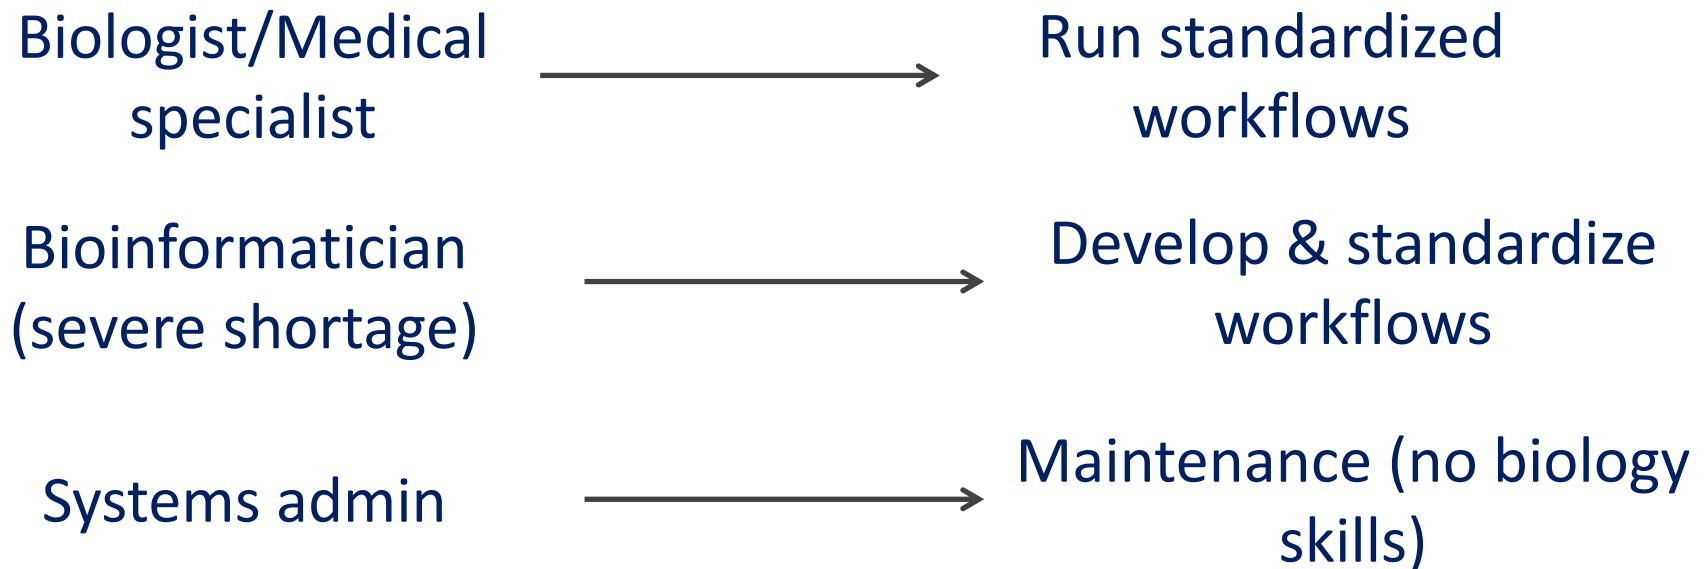 Biologist/Medical
specialist
Run standardized
workflows
Bioinformatician
(severe shortage)
Develop & standardize
workflows
Systems admin
Maintenance (no biology
skills)